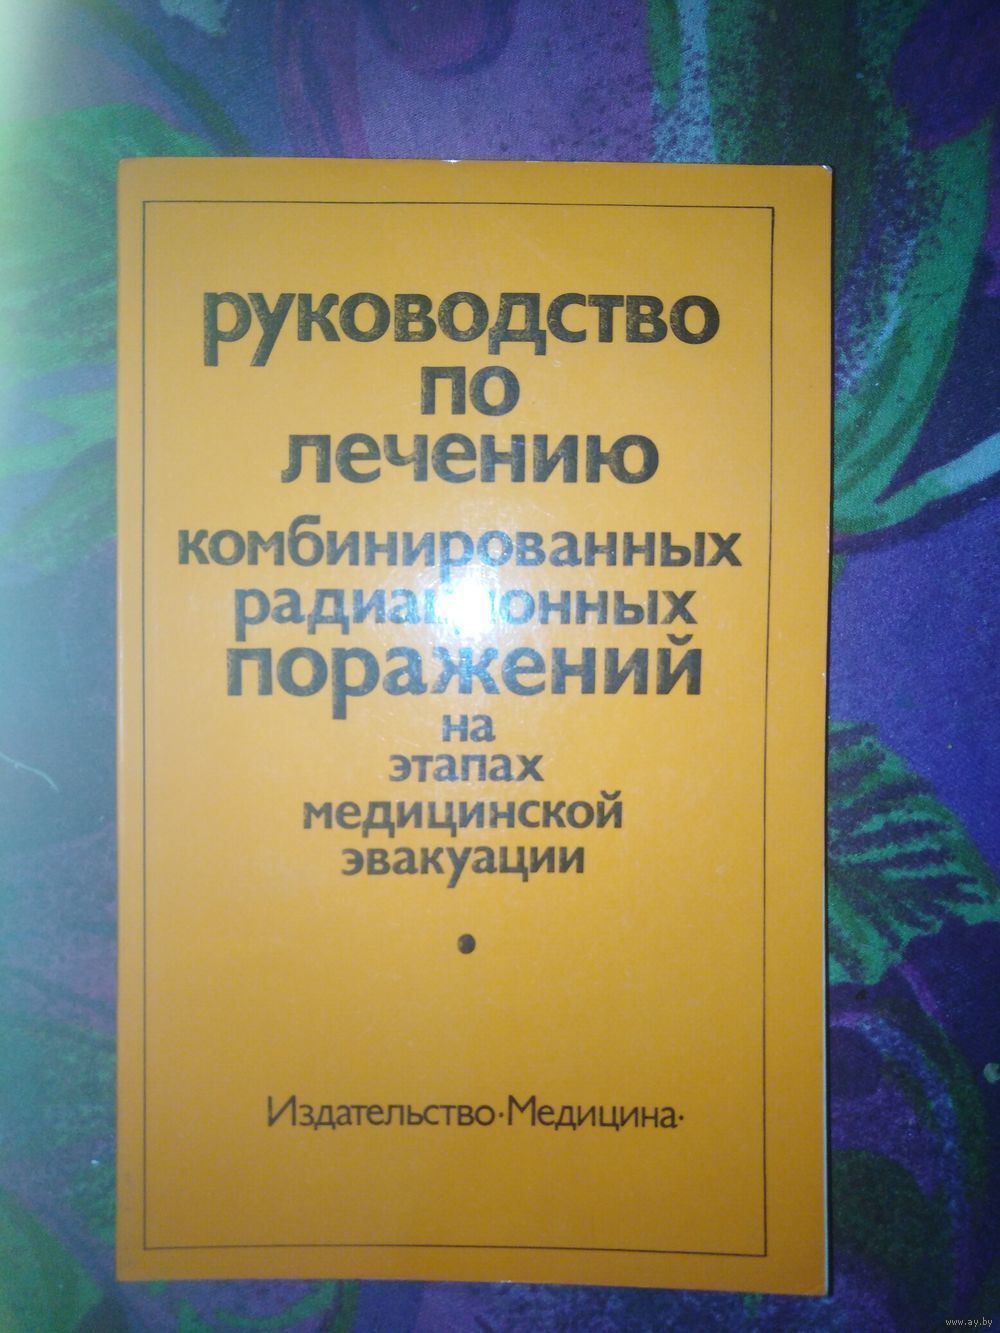 руководство
по
лечению
комбинированных
радиационных
поражений
на
этапах
медицинской
эвакуации
•
Издательство·Медицина·
www.ay.by